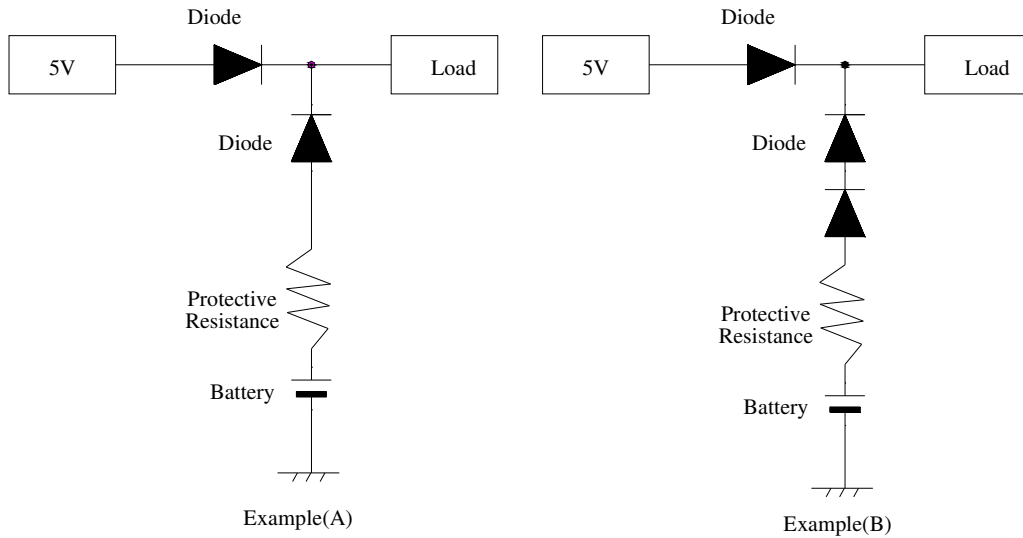 Diode
5V
Load
Diode
Protective
Resistance
Battery
Example(A)
Diode
5V
Load
Diode
Protective
Resistance
Battery
Example(B)